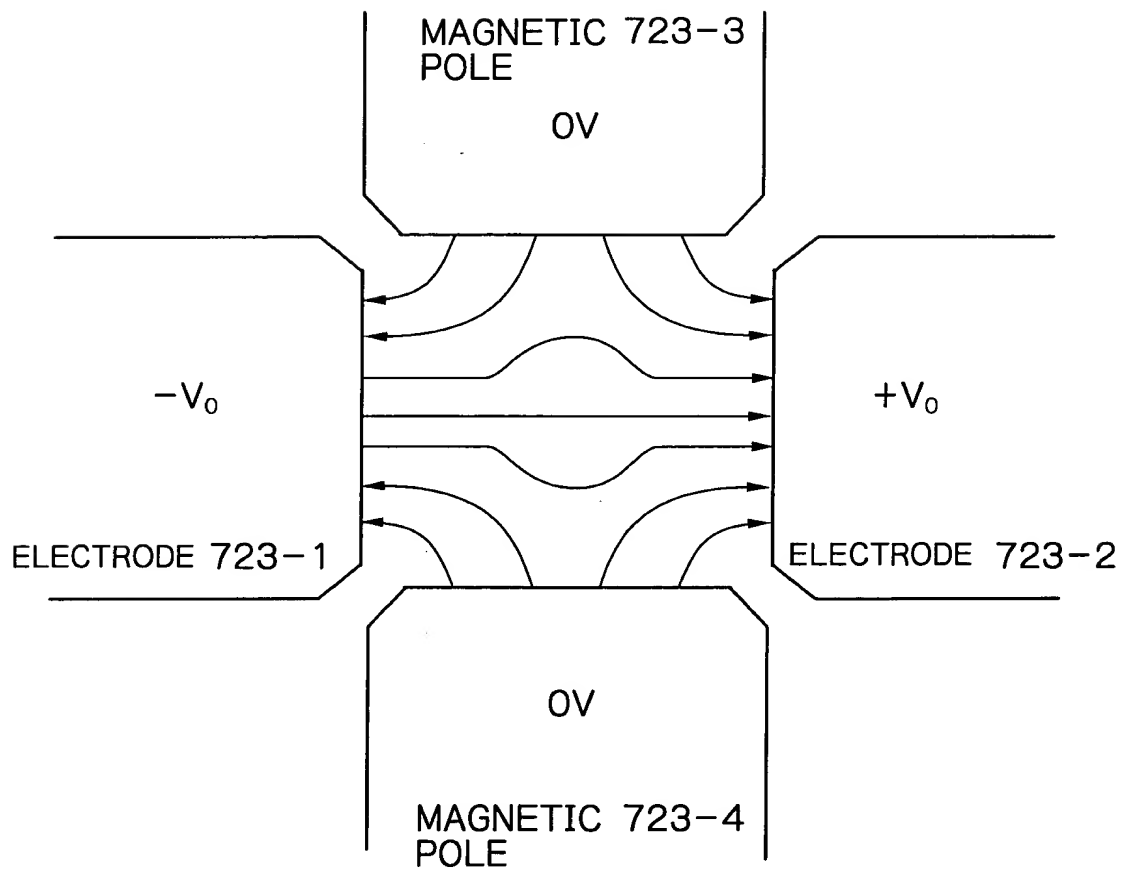 MAGNETIC 723-3
POLE
0V
-V₀
+V₀
ELECTRODE 723-1
ELECTRODE 723-2
0V
MAGNETIC 723-4
POLE